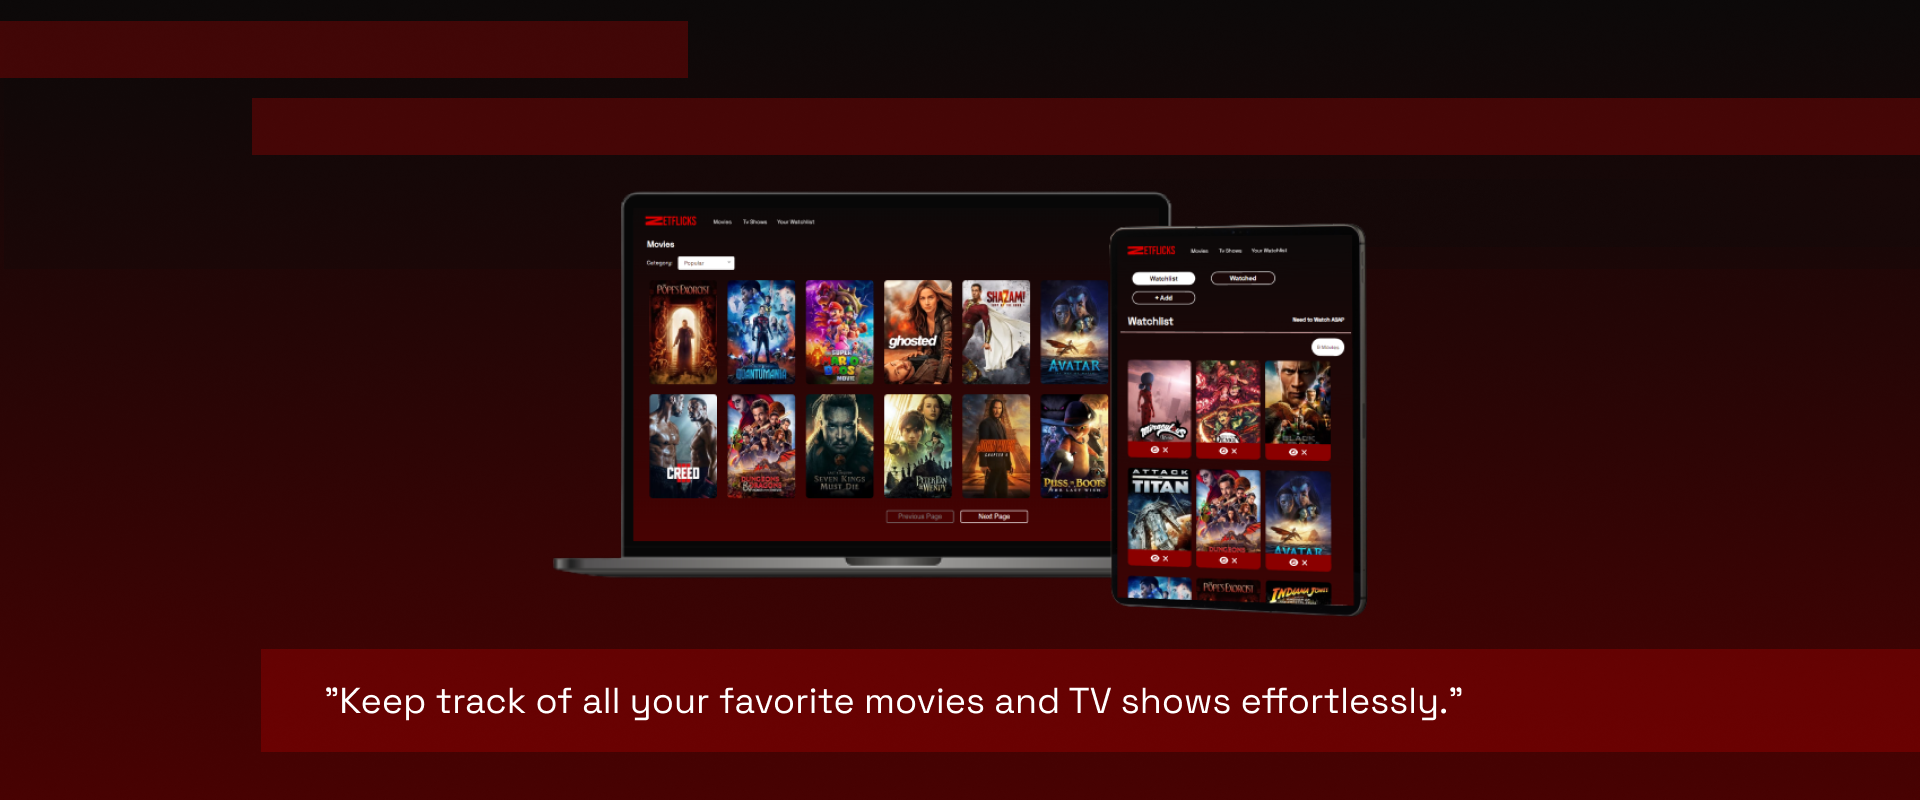 ZETFLICKS Movies Tv Shows Your Watchlist
Movies
Category: Popular
THE POPE'S EXORCIST
QUANTUMANIA
SUPER
MARIO
BROS
MOVIE
ghosted
SHAZAM!
AVATAR
CREED
DUNGEONS
& DRAGONS
SEVEN KINGS
MUST DIE
PETER PAN
& WENDY
JOHN WICK
CHAPTER 4
PUSS IN BOOTS
THE LAST WISH
Previous Page Next Page
ZETFLICKS Movies Tv Shows Your Watchlist
Watchlist Watched
+ Add
Watchlist Need to Watch ASAP
Miraculous
BLACK
ATTACK
TITAN
DUNGEONS
AVATAR
THE POPE'S EXORCIST
INDIANA JONES
"Keep track of all your favorite movies and TV shows effortlessly."